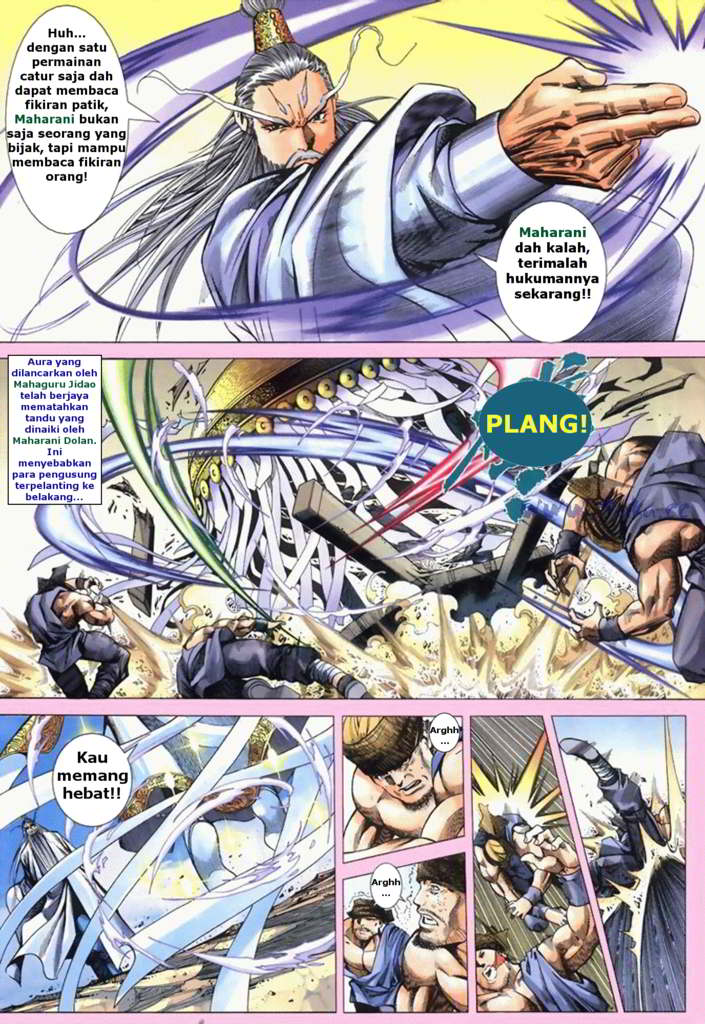 Huh...
dengan satu
permainan
catur saja dah
dapat membaca
fikiran patik,
Maharani bukan
saja seorang yang
bijak, tapi mampu
membaca fikiran
orang!
Maharani
dah kalah,
terimalah
hukumannya
sekarang!!
Aura yang
dilancarkan oleh
Mahaguru Jidao
telah berjaya
mematahkan
tandu yang
dinaiki oleh
Maharani Dolan.
Ini
menyebabkan
para pengusung
terpelanting ke
belakang...
PLANG!
Kau
memang
hebat!!
Arghh
...
Arghh
...